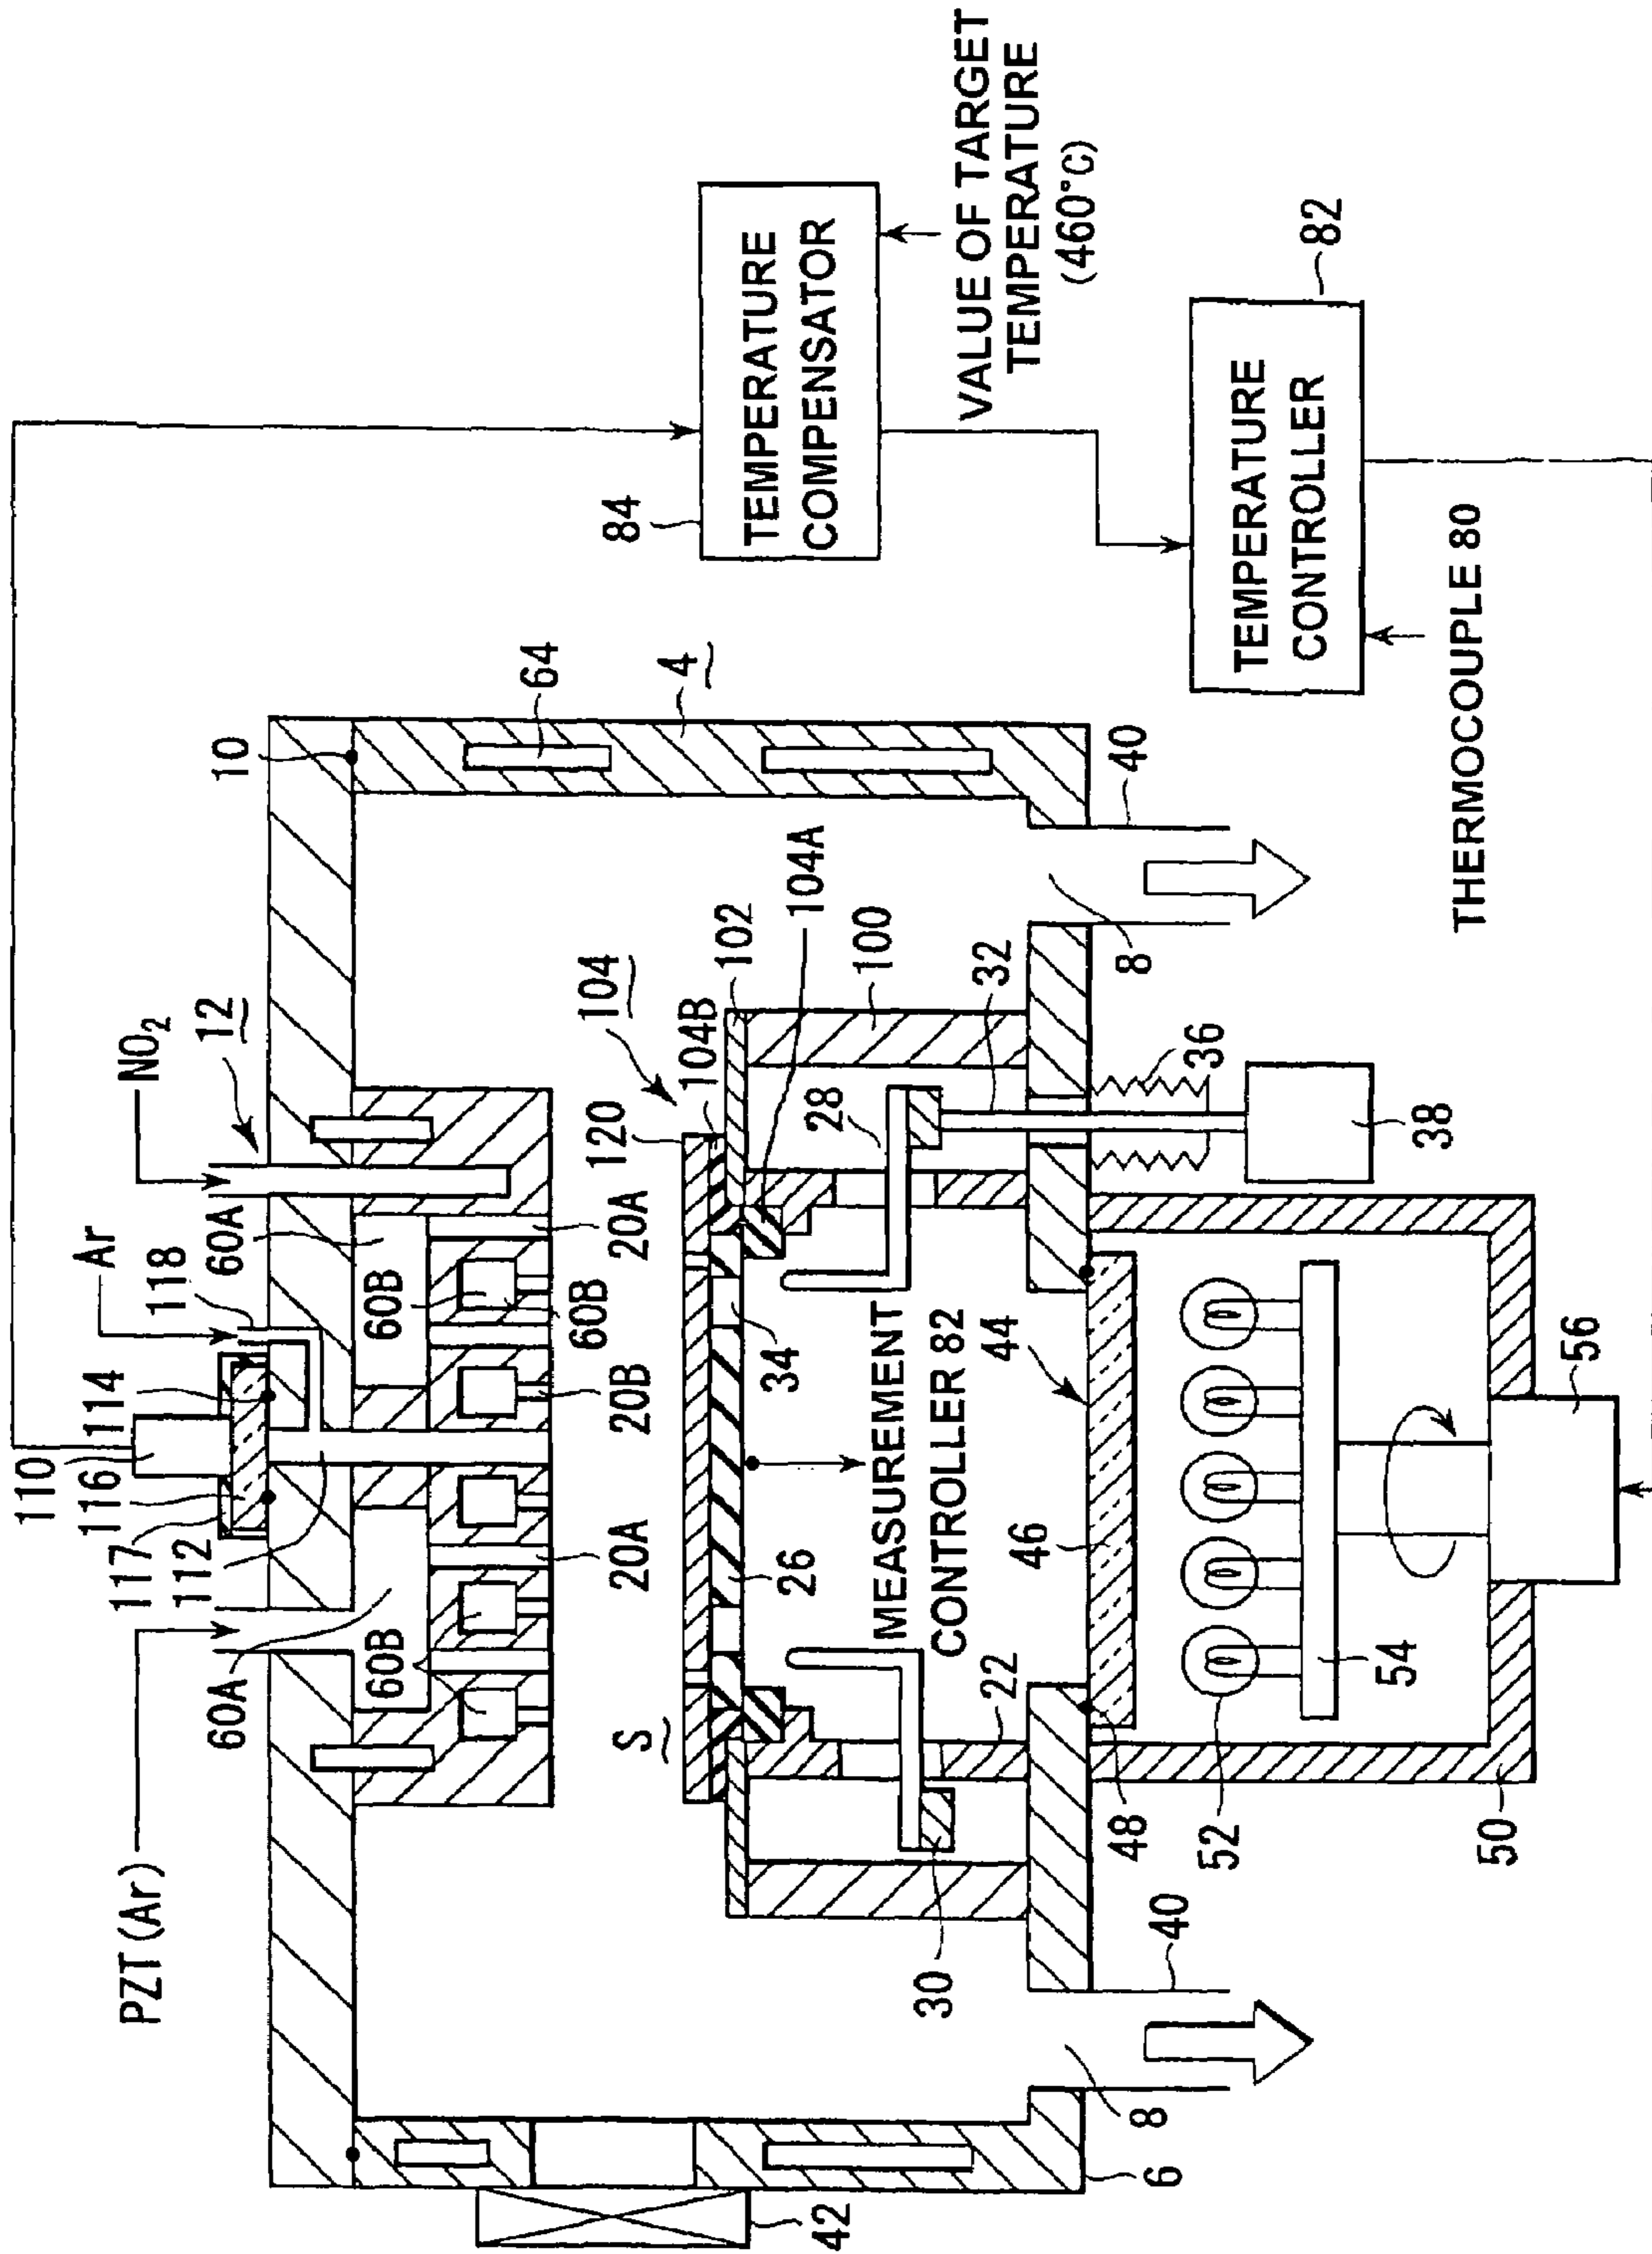 PZT(Ar)
Ar
NO₂
12
10
64
4
110
116
114
118
117
112
60A
60A
60B
60B
60B
20A
20B
20A
S
120
104B
104
102
104A
100
28
32
34
26
MEASUREMENT
CONTROLLER 82
22
30
44
46
48
36
38
8
8
40
40
6
42
50
52
54
56
84
TEMPERATURE
COMPENSATOR
VALUE OF TARGET
TEMPERATURE
(460°C)
82
TEMPERATURE
CONTROLLER
THERMOCOUPLE 80